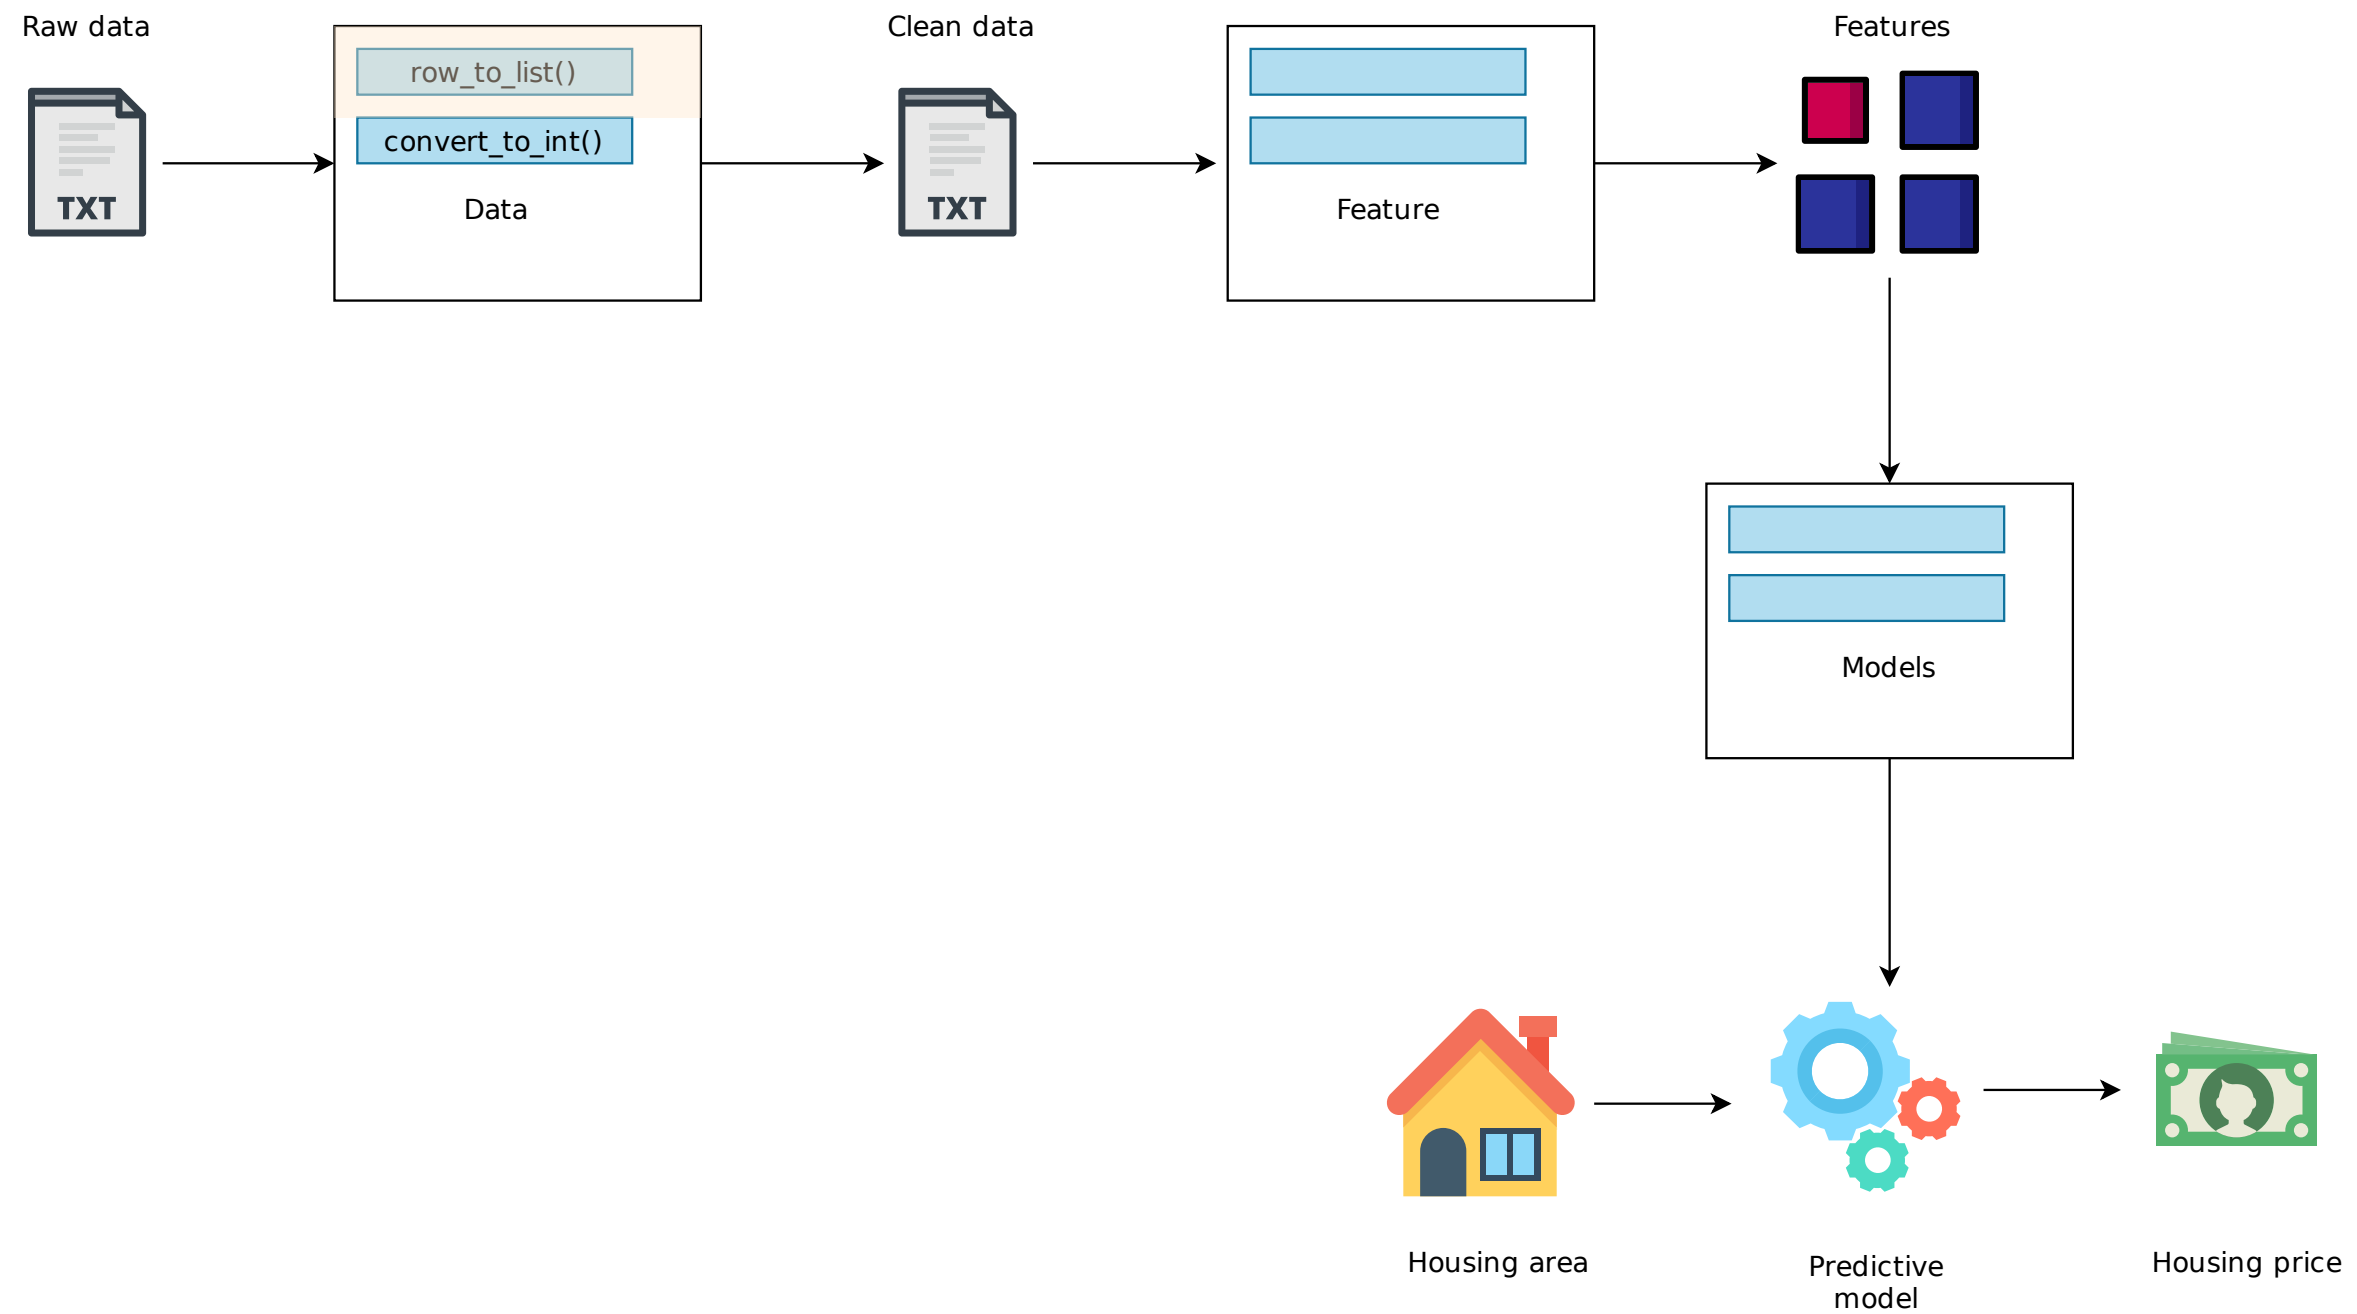 Raw data
Clean data
Features
row_to_list()
convert_to_int()
TXT
Data
TXT
Feature
Models
Housing area
Predictive
model
Housing price